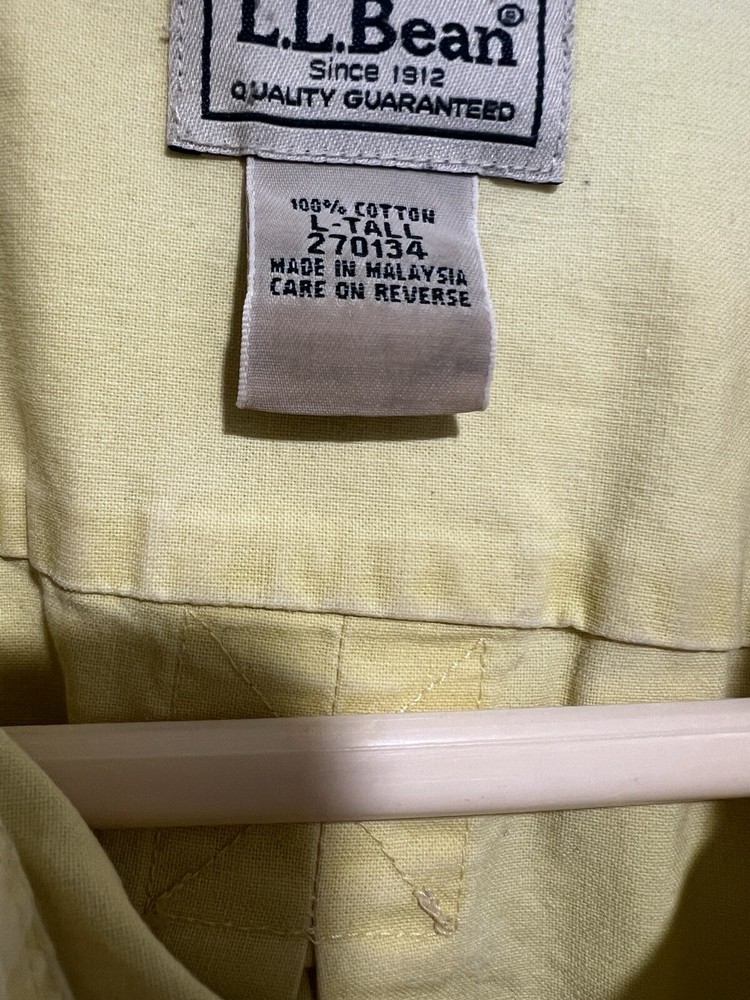 L.L.Bean®
Since 1912
QUALITY GUARANTEED
100% COTTON
L-TALL
270134
MADE IN MALAYSIA
CARE ON REVERSE